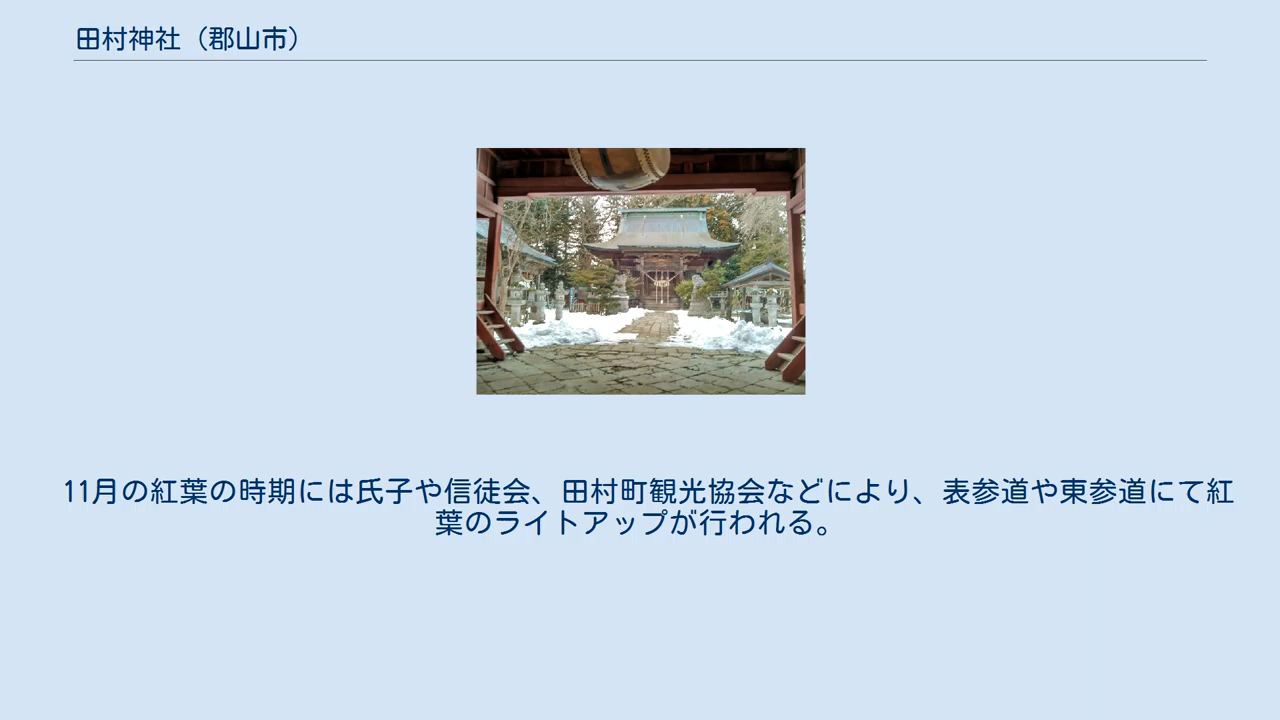 田村神社（郡山市）
11月の紅葉の時期には氏子や信徒会、田村町観光協会などにより、表参道や東参道にて紅
葉のライトアップが行われる。